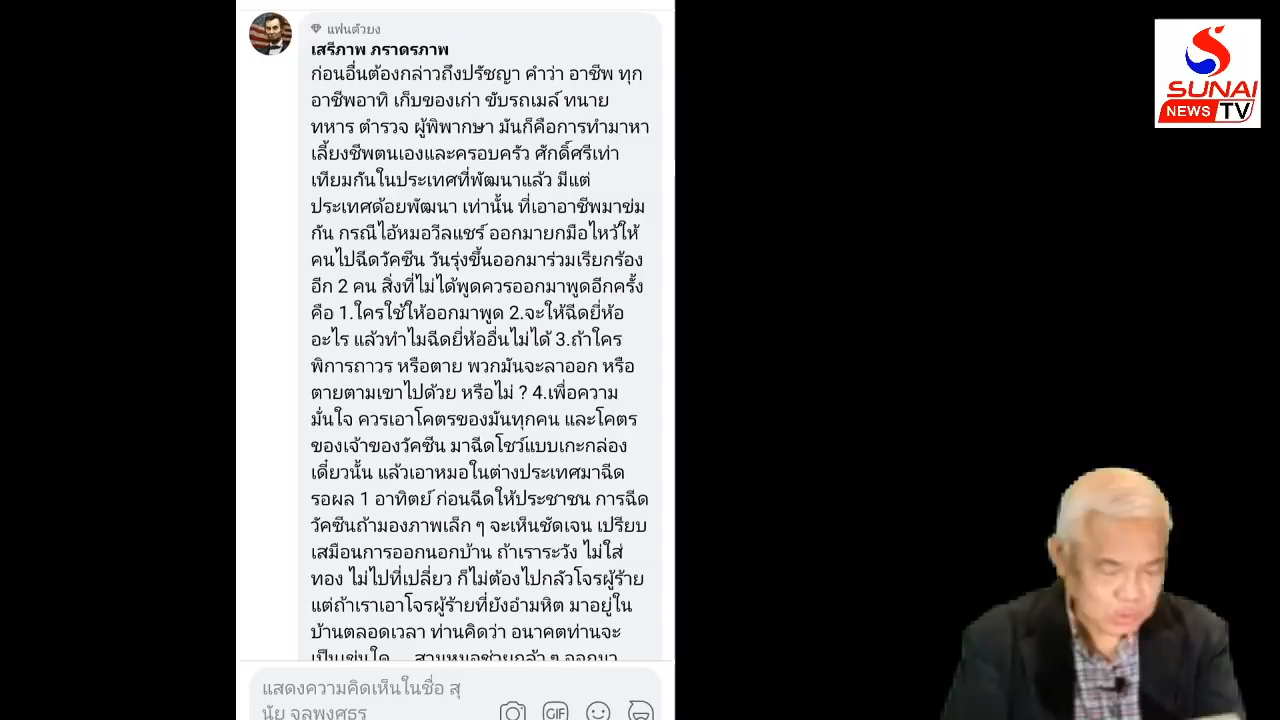 แฟนตัวยง
เสรีภาพ ภราดรภาพ
ก่อนอื่นต้องกล่าวถึงปรัชญา คำว่า อาชีพ ทุก
อาชีพอาทิ เก็บของเก่า ขับรถเมล์ ทนาย
ทหาร ตำรวจ ผู้พิพากษา มันก็คือการทำมาหา
เลี้ยงชีพตนเองและครอบครัว ศักดิ์ศรีเท่า
เทียมกันในประเทศที่พัฒนาแล้ว มีแต่
ประเทศด้อยพัฒนา เท่านั้น ที่เอาอาชีพมาข่ม
กัน กรณีไอ้หมอวีลแชร์ ออกมายกมือไหว้ให้
คนไปฉีดวัคซีน วันรุ่งขึ้นออกมาร่วมเรียกร้อง
อีก 2 คน สิ่งที่ไม่ได้พูดควรออกมาพูดอีกครั้ง
คือ 1.ใครใช้ให้ออกมาพูด 2.จะให้ฉีดยี่ห้อ
อะไร แล้วทำไมฉีดยี่ห้ออื่นไม่ได้ 3.ถ้าใคร
พิการถาวร หรือตาย พวกมันจะลาออก หรือ
ตายตามเขาไปด้วย หรือไม่ ? 4.เพื่อความ
มั่นใจ ควรเอาโคตรของมันทุกคน และโคตร
ของเจ้าของวัคซีน มาฉีดโชว์แบบเกะกล่อง
เดี๋ยวนั้น แล้วเอาหมอในต่างประเทศมาฉีด
รอผล 1 อาทิตย์ ก่อนฉีดให้ประชาชน การฉีด
วัคซีนถ้ามองภาพเล็ก ๆ จะเห็นชัดเจน เปรียบ
เสมือนการออกนอกบ้าน ถ้าเราระวัง ไม่ใส่
ทอง ไม่ไปที่เปลี่ยว ก็ไม่ต้องไปกลัวโจรผู้ร้าย
แต่ถ้าเราเอาโจรผู้ร้ายที่ยังอำมหิต มาอยู่ใน
บ้านตลอดเวลา ท่านคิดว่า อนาคตท่านจะ
เป็นเช่นใด
แสดงความคิดเห็นในชื่อ สุ
นัย จุลพงศธร
GIF
SUNAI
NEWS TV